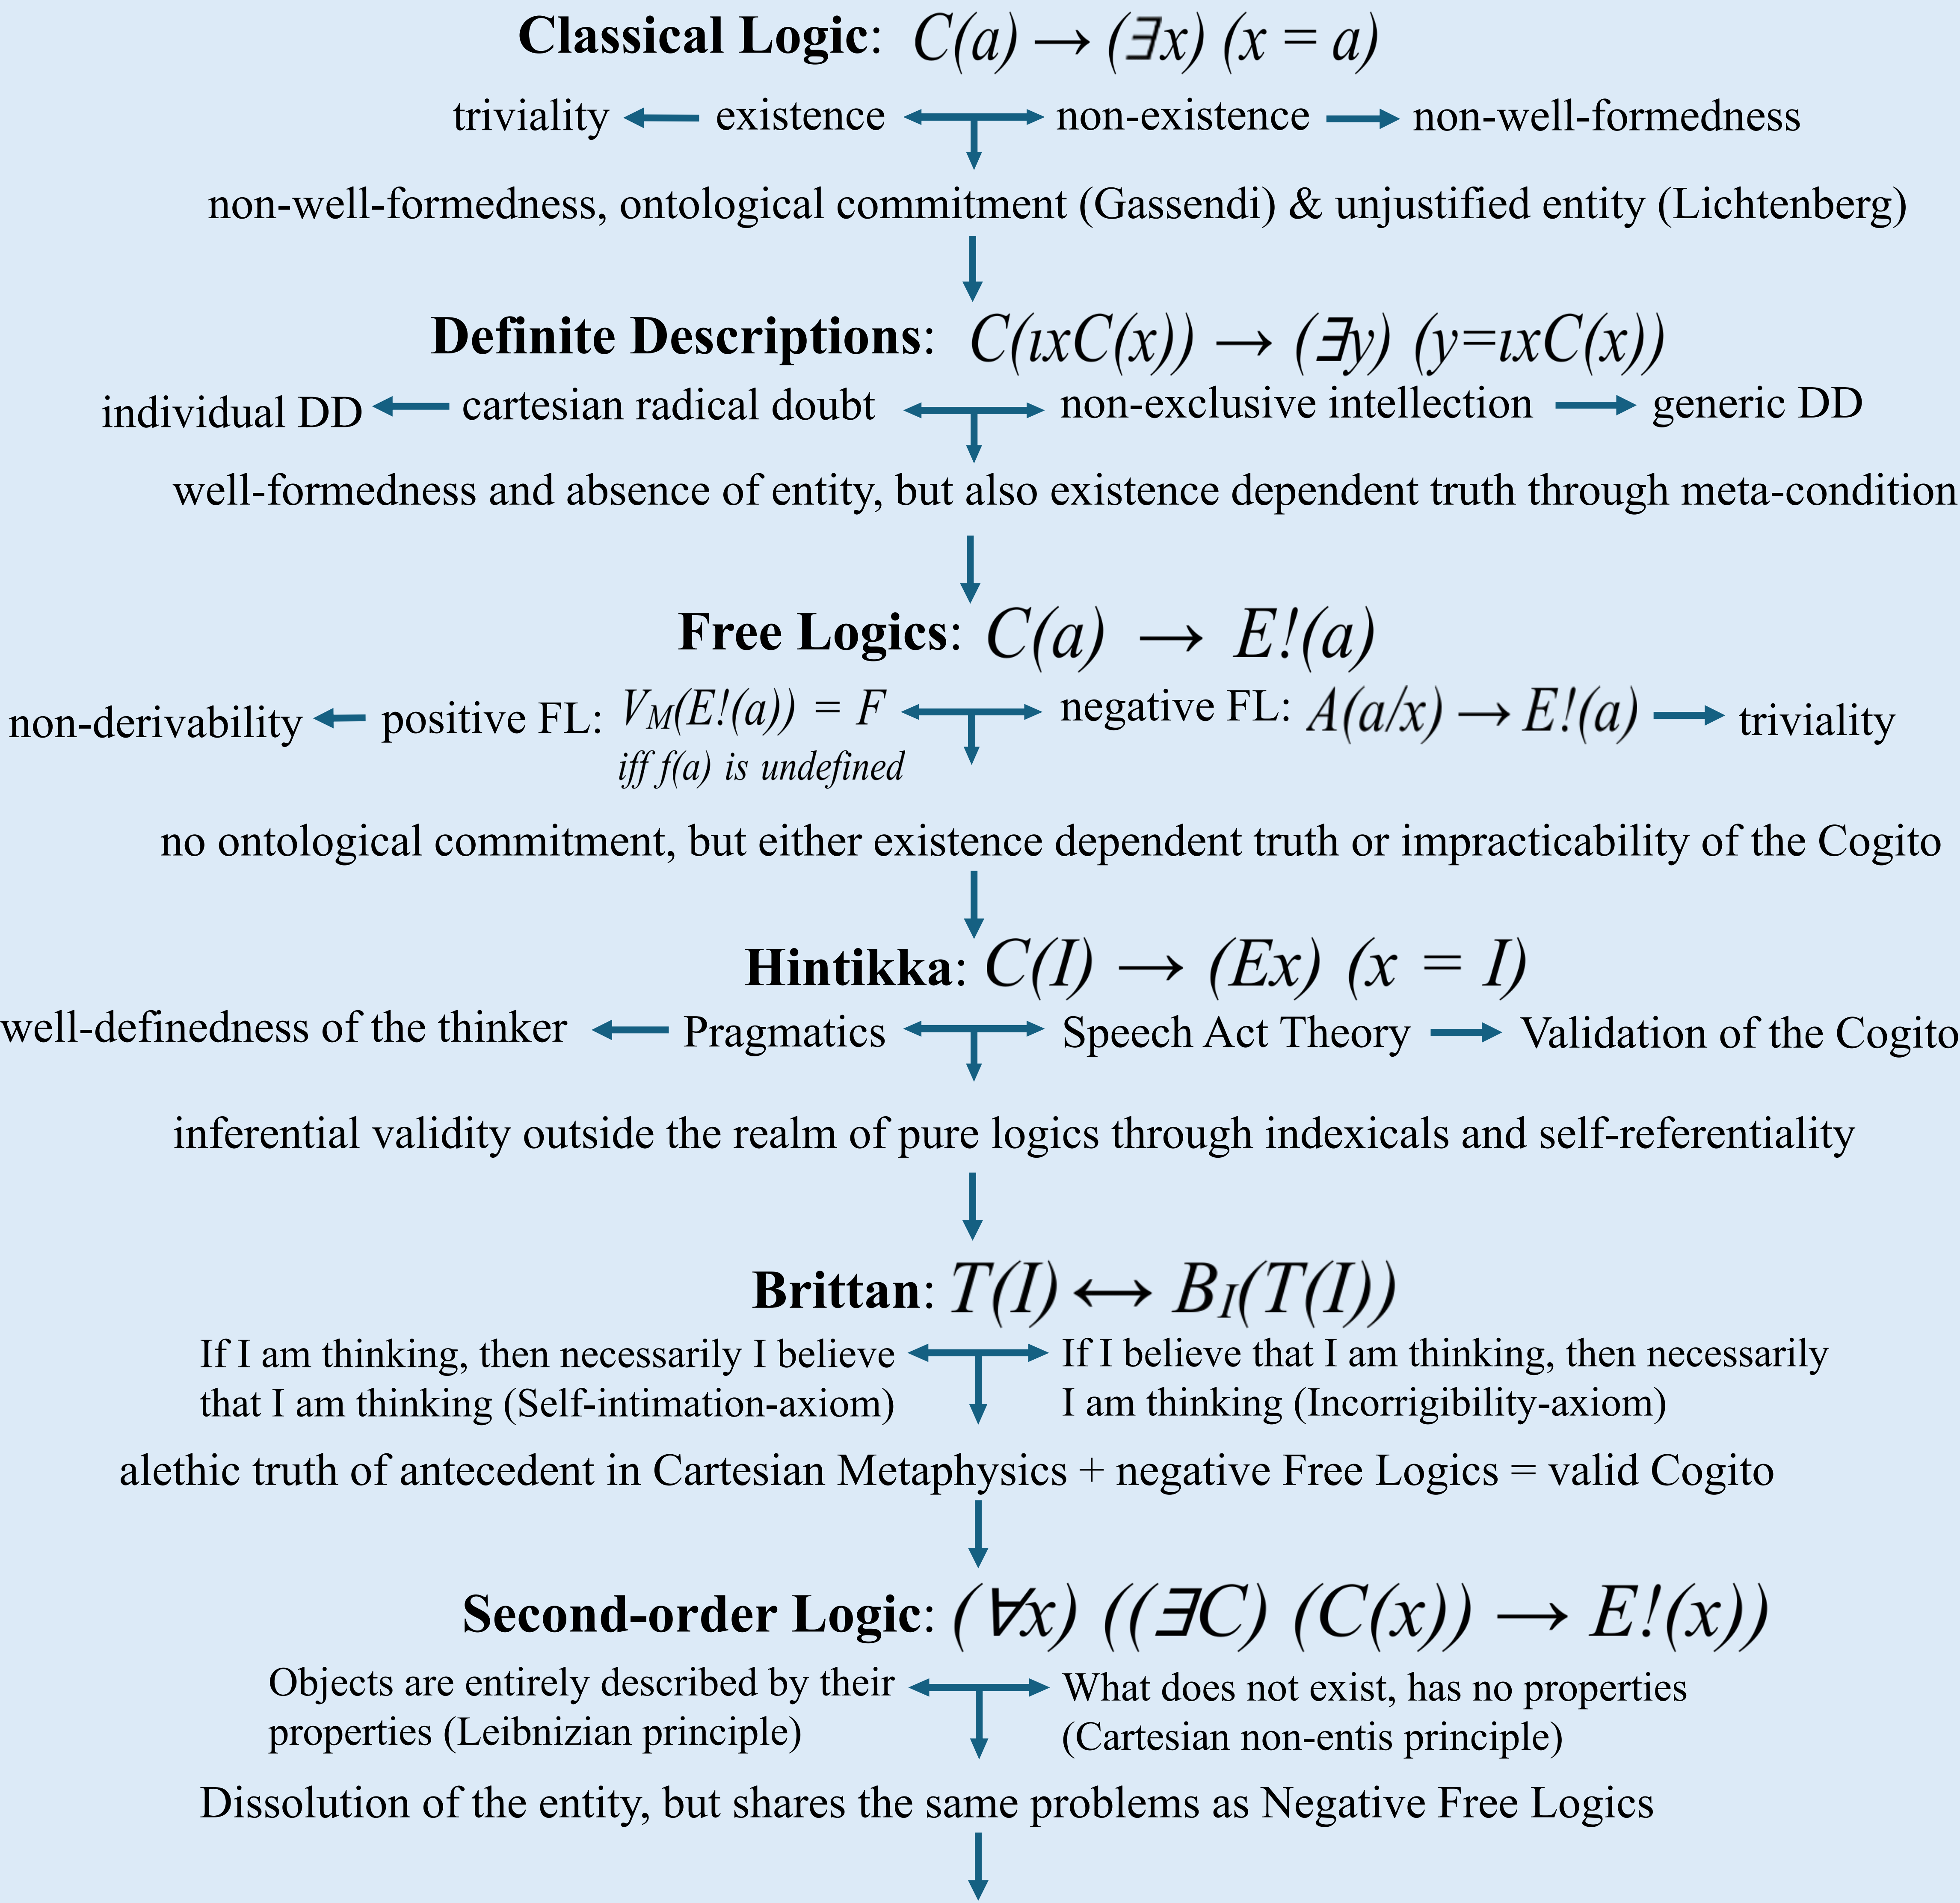 Classical Logic: C(a) → (∃x) (x = a)
triviality ← existence ↔ non-existence → non-well-formedness
non-well-formedness, ontological commitment (Gassendi) & unjustified entity (Lichtenberg)
Definite Descriptions: C(ιxC(x)) → (∃y) (y=ιxC(x))
individual DD ← cartesian radical doubt ↔ non-exclusive intellection → generic DD
well-formedness and absence of entity, but also existence dependent truth through meta-condition
Free Logics: C(a) → E!(a)
non-derivability ← positive FL: V_M(E!(a)) = F ↔ negative FL: A(a/x) → E!(a) → triviality
iff f(a) is undefined
no ontological commitment, but either existence dependent truth or impracticability of the Cogito
Hintikka: C(I) → (Ex) (x = I)
well-definedness of the thinker ← Pragmatics ↔ Speech Act Theory → Validation of the Cogito
inferential validity outside the realm of pure logics through indexicals and self-referentiality
Brittan: T(I) ↔ B_I(T(I))
If I am thinking, then necessarily I believe
that I am thinking (Self-intimation-axiom)
If I believe that I am thinking, then necessarily
I am thinking (Incorrigibility-axiom)
alethic truth of antecedent in Cartesian Metaphysics + negative Free Logics = valid Cogito
Second-order Logic: (∀x) ((∃C) (C(x)) → E!(x))
Objects are entirely described by their
properties (Leibnizian principle)
What does not exist, has no properties
(Cartesian non-entis principle)
Dissolution of the entity, but shares the same problems as Negative Free Logics